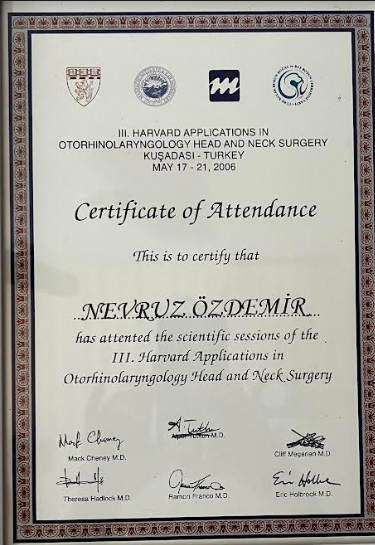 III. HARVARD APPLICATIONS IN
OTORHINOLARYNGOLOGY HEAD AND NECK SURGERY
KUŞADASI - TURKEY
MAY 17 - 21, 2006
Certificate of Attendance
This is to certify that
NEVRUZ ÖZDEMİR
has attented the scientific sessions of the
III. Harvard Applications in
Otorhinolaryngology Head and Neck Surgery
Mark Cheney M.D.
M.D.
Cliff Megerian M.D.
Theresa Hadlock M.D.
Ramon Franco M.D.
Eric Holbrook M.D.